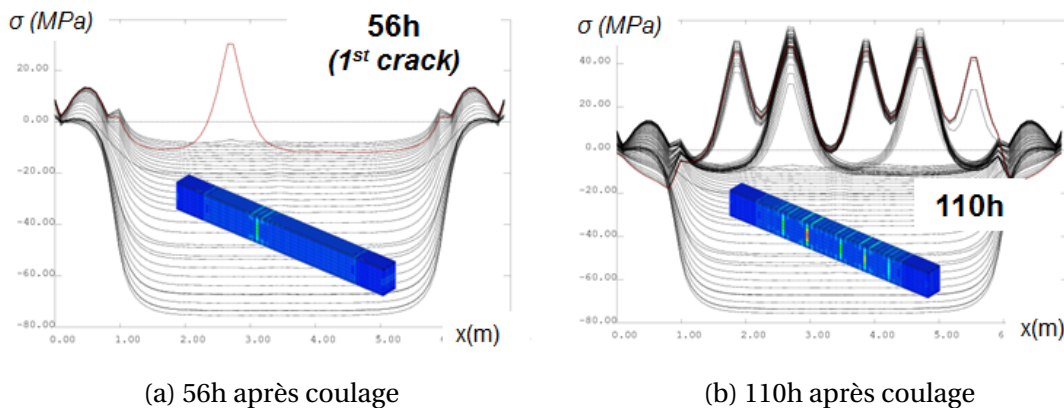 σ (MPa)
56h
(1st crack)
20.00
0.00
-20.00
-40.00
-60.00
-80.00
0.00 1.00 2.00 3.00 4.00 5.00 x(m)
(a) 56h après coulage
σ (MPa)
40.00
20.00
0.00
-20.00
110h
-40.00
-60.00
-80.00
0.00 1.00 2.00 3.00 4.00 5.00 6 x(m)
(b) 110h après coulage